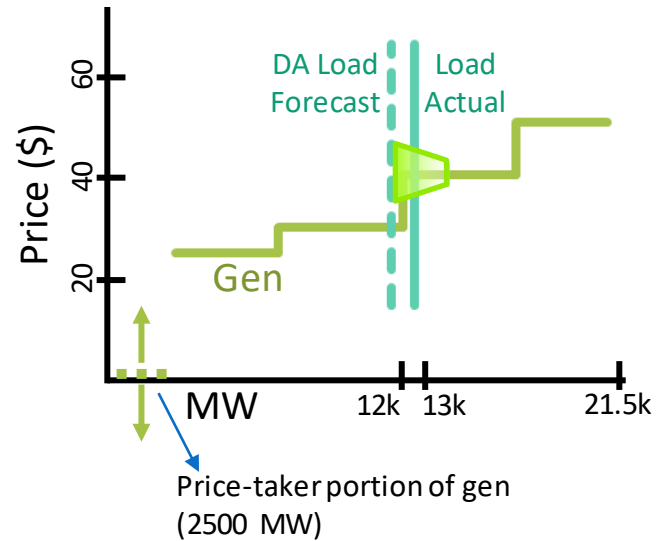 DA Load Load
Forecast Actual
60
40
20
Price ($)
Gen
MW
12k 13k 21.5k
Price-taker portion of gen
(2500 MW)